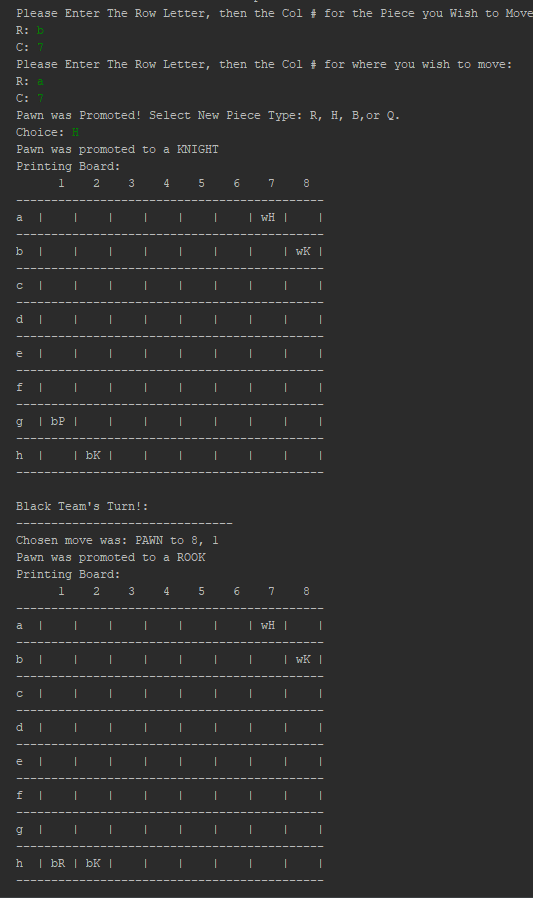 Please Enter The Row Letter, then the Col # for the Piece you Wish to Move
R: b
C: 7
Please Enter The Row Letter, then the Col # for where you wish to move:
R: a
C: 7
Pawn was Promoted! Select New Piece Type: R, H, B,or Q.
Choice: H
Pawn was promoted to a KNIGHT
Printing Board:
      1    2    3    4    5    6    7    8
--------------------------------------------
a  |    |    |    |    |    |    | wH |    |
--------------------------------------------
b  |    |    |    |    |    |    |    | wK |
--------------------------------------------
c  |    |    |    |    |    |    |    |    |
--------------------------------------------
d  |    |    |    |    |    |    |    |    |
--------------------------------------------
e  |    |    |    |    |    |    |    |    |
--------------------------------------------
f  |    |    |    |    |    |    |    |    |
--------------------------------------------
g  | bP |    |    |    |    |    |    |    |
--------------------------------------------
h  |    | bK |    |    |    |    |    |    |
--------------------------------------------
Black Team's Turn!:
-------------------------------
Chosen move was: PAWN to 8, 1
Pawn was promoted to a ROOK
Printing Board:
      1    2    3    4    5    6    7    8
--------------------------------------------
a  |    |    |    |    |    |    | wH |    |
--------------------------------------------
b  |    |    |    |    |    |    |    | wK |
--------------------------------------------
c  |    |    |    |    |    |    |    |    |
--------------------------------------------
d  |    |    |    |    |    |    |    |    |
--------------------------------------------
e  |    |    |    |    |    |    |    |    |
--------------------------------------------
f  |    |    |    |    |    |    |    |    |
--------------------------------------------
g  |    |    |    |    |    |    |    |    |
--------------------------------------------
h  | bR | bK |    |    |    |    |    |    |
--------------------------------------------